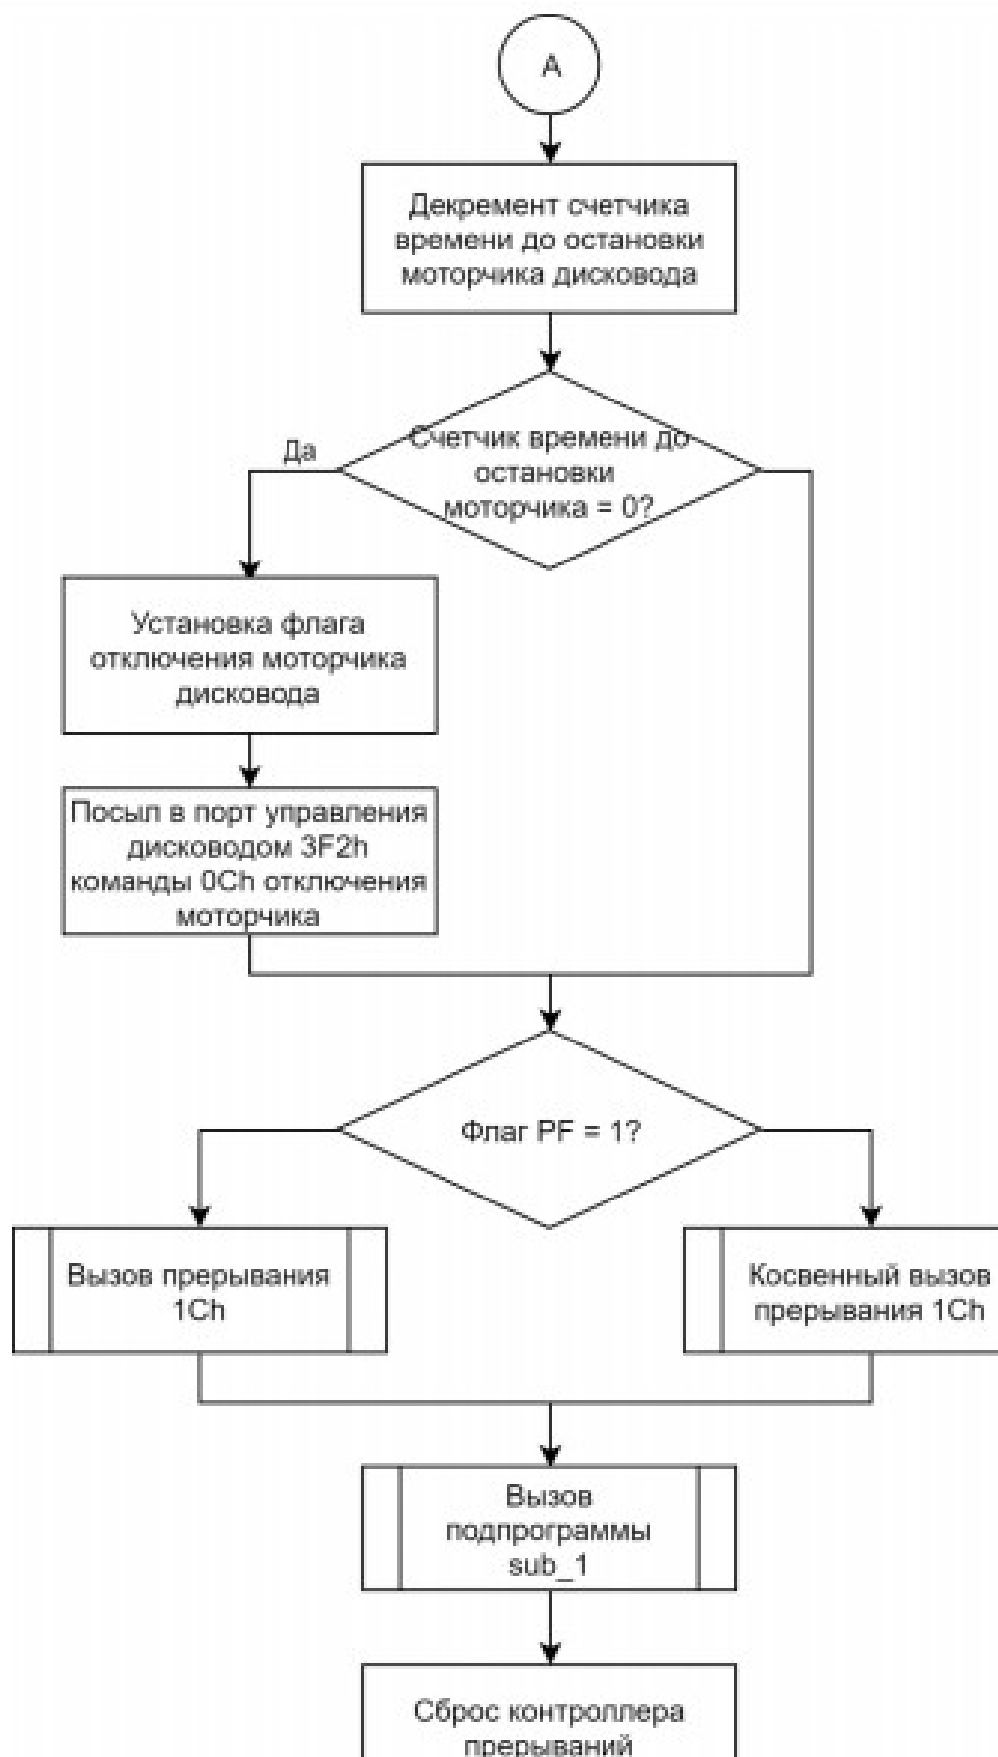 А
Декремент счетчика
времени до остановки
моторчика дисковода
Счетчик времени до
остановки
моторчика = 0?
Да
Установка флага
отключения моторчика
дисковода
Посыл в порт управления
дисководом 3F2h
команды 0Ch отключения
моторчика
Флаг PF = 1?
Вызов прерывания
1Ch
Косвенный вызов
прерывания 1Ch
Вызов
подпрограммы
sub_1
Сброс контроллера
прерываний